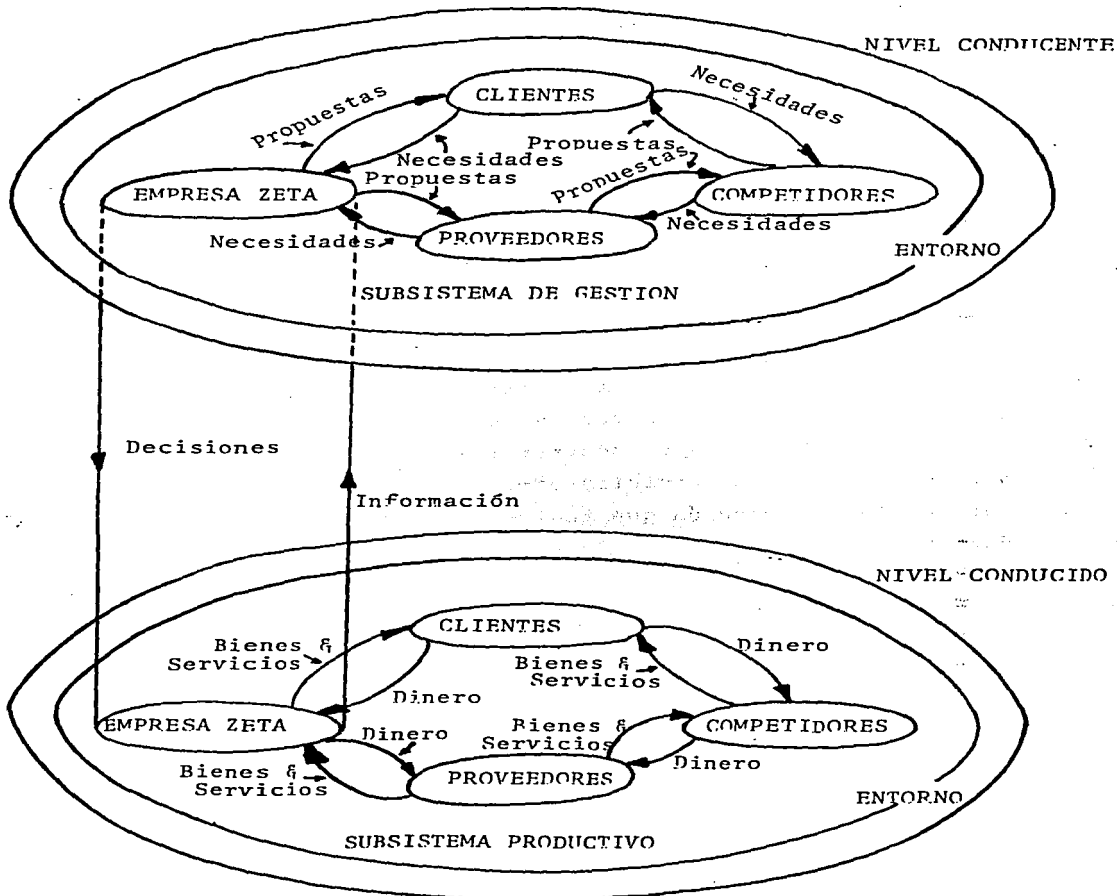 NIVEL CONDUCENTE
CLIENTES
Necesidades
Propuestas
Propuestas
Necesidades
Propuestas
Propuestas
EMPRESA ZETA
COMPETIDORES
Necesidades
PROVEEDORES
Necesidades
ENTORNO
SUBSISTEMA DE GESTION
Decisiones
Información
NIVEL CONDUCIDO
CLIENTES
Bienes &
Servicios
Dinero
Bienes &
Servicios
Dinero
EMPRESA ZETA
Dinero
Bienes &
Servicios
COMPETIDORES
Bienes &
Servicios
PROVEEDORES
Dinero
ENTORNO
SUBSISTEMA PRODUCTIVO